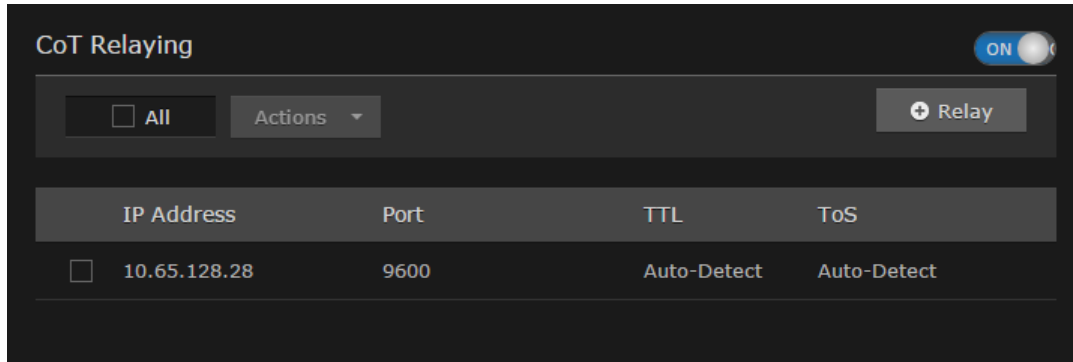 CoT Relaying
ON
All
Actions
Relay
IP Address Port TTL ToS
10.65.128.28 9600 Auto-Detect Auto-Detect